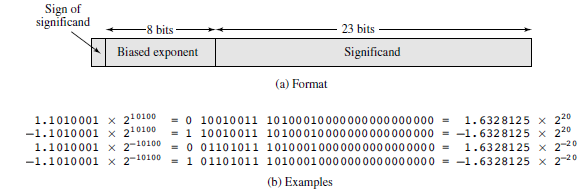 Sign of
significand
8 bits
23 bits
Biased exponent
Significand
(a) Format
1.1010001 × 2^10100 = 0 10010011 10100010000000000000000 = 1.6328125 × 2^20
−1.1010001 × 2^10100 = 1 10010011 10100010000000000000000 = −1.6328125 × 2^20
1.1010001 × 2^−10100 = 0 01101011 10100010000000000000000 = 1.6328125 × 2^−20
−1.1010001 × 2^−10100 = 1 01101011 10100010000000000000000 = −1.6328125 × 2^−20
(b) Examples